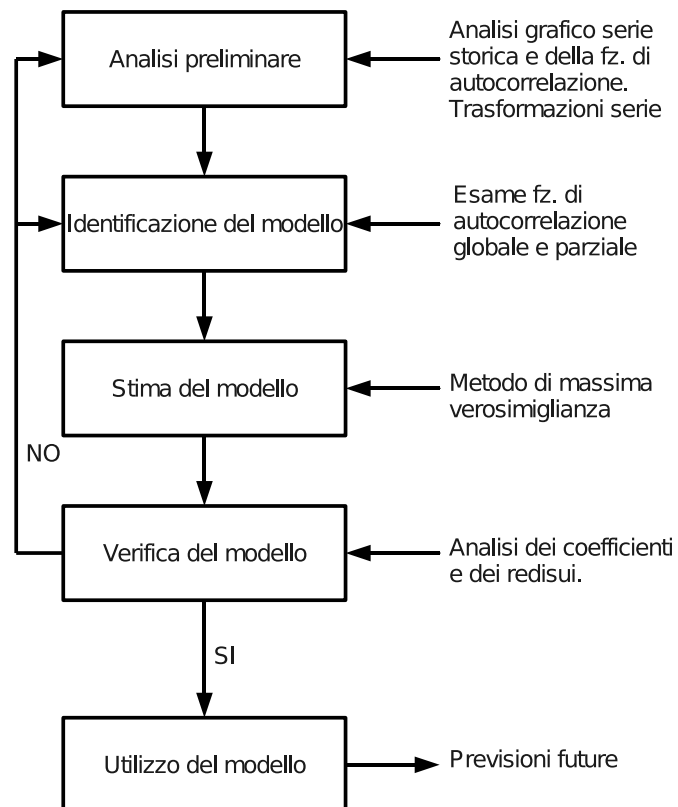 Analisi preliminare
Analisi grafico serie
storica e della fz. di
autocorrelazione.
Trasformazioni serie
Identificazione del modello
Esame fz. di
autocorrelazione
globale e parziale
Stima del modello
Metodo di massima
verosimiglianza
NO
Verifica del modello
Analisi dei coefficienti
e dei redisui.
SI
Utilizzo del modello
Previsioni future